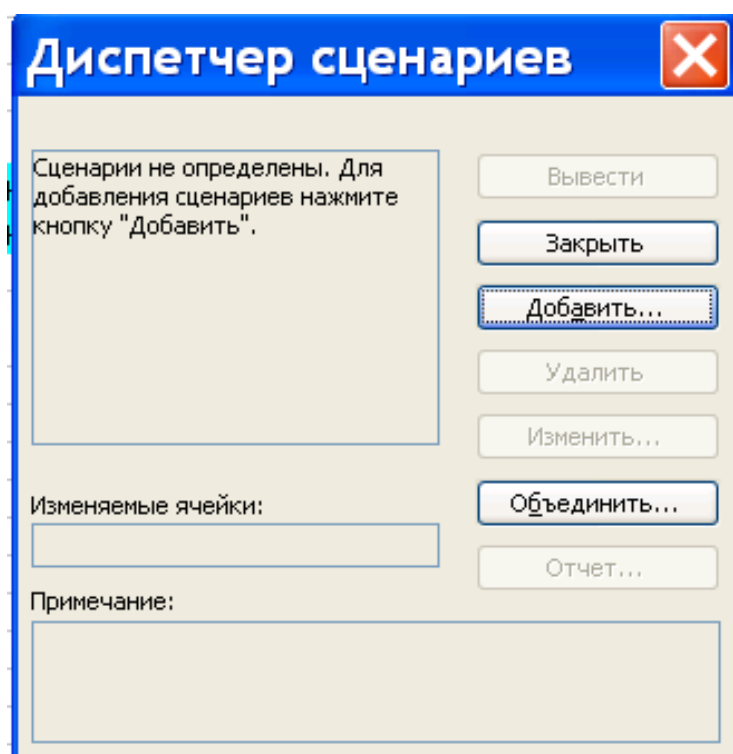 Диспетчер сценариев
Сценарии не определены. Для
добавления сценариев нажмите
кнопку "Добавить".
Вывести
Закрыть
Добавить...
Удалить
Изменить...
Изменяемые ячейки:
Объединить...
Отчет...
Примечание: